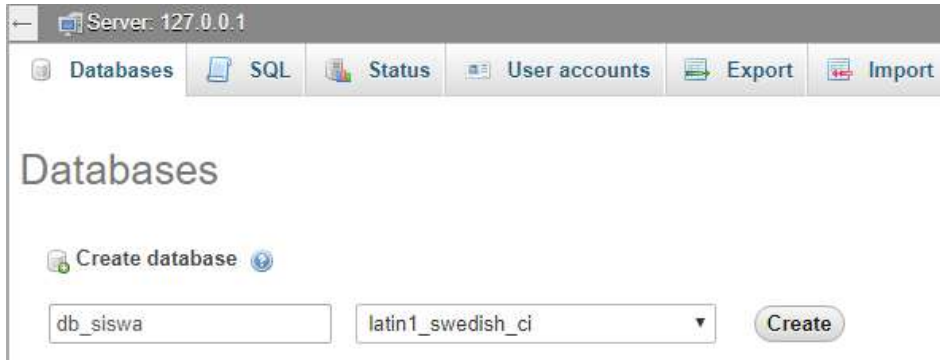 Server: 127.0.0.1
Databases SQL Status User accounts Export Import
Databases
Create database
db_siswa latin1_swedish_ci Create